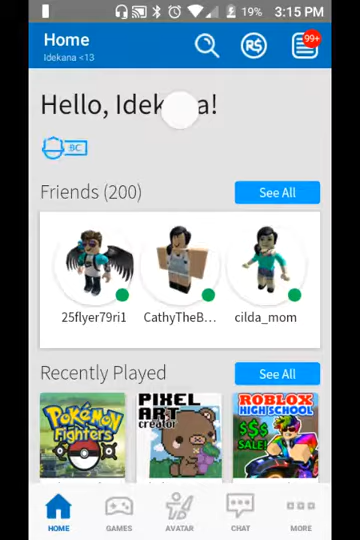 19% 3:15 PM
Home
Idekana <13
R$
99+
Hello, Idekana!
BC
Friends (200)
See All
25flyer79ri1
CathyTheB...
cilda_mom
Recently Played
See All
Pokémon
Fighters
PIXEL
ART
creator
ROBLOX
HIGH SCHOOL
$$$
SALE!
HOME
GAMES
AVATAR
CHAT
MORE